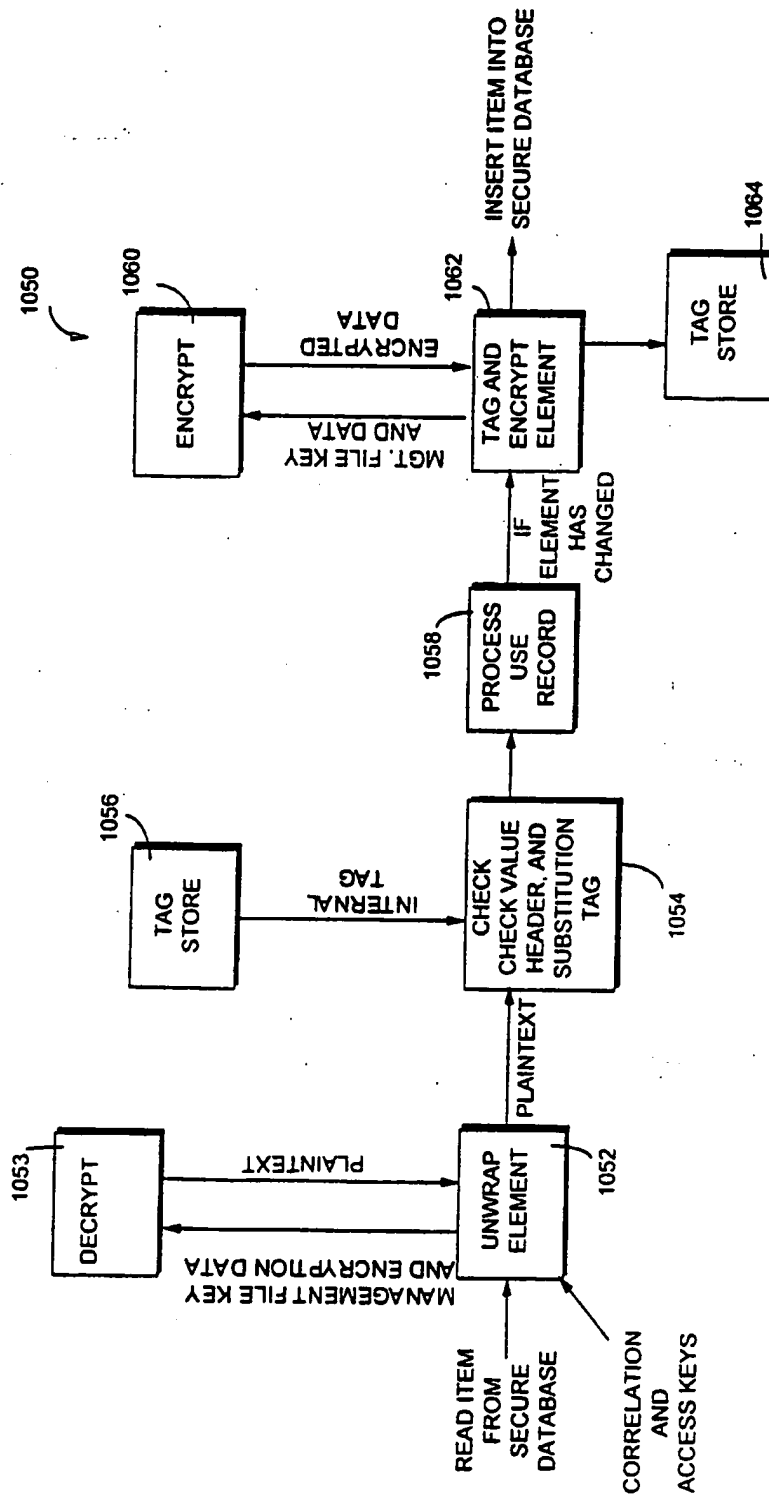 1050
1053
DECRYPT
PLAINTEXT
MANAGEMENT FILE KEY
AND ENCRYPTION DATA
READ ITEM
FROM
SECURE
DATABASE
CORRELATION
AND
ACCESS KEYS
UNWRAP
ELEMENT
1052
PLAINTEXT
1056
TAG
STORE
INTERNAL
TAG
CHECK
CHECK VALUE
HEADER, AND
SUBSTITUTION
TAG
1054
1058
PROCESS
USE
RECORD
IF
ELEMENT
HAS
CHANGED
1060
ENCRYPT
ENCRYPTED
DATA
MGT. FILE KEY
AND DATA
1062
TAG AND
ENCRYPT
ELEMENT
INSERT ITEM INTO
SECURE DATABASE
TAG
STORE
1064